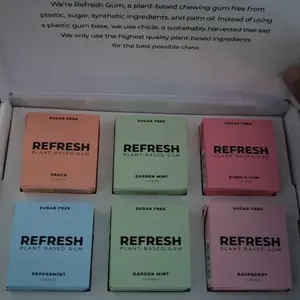 We're Refresh Gum, a plant-based chewing gum free from
plastic, sugar, synthetic ingredients, and palm oil. Instead of using
a plastic gum base, we use chicle, a sustainably harvested tree sap.
We only use the highest quality plant-based ingredients
for the best possible chew.
SUGAR FREE
REFRESH
PLANT-BASED GUM
PEACH
SUGAR FREE
REFRESH
PLANT-BASED GUM
GARDEN MINT
SUGAR FREE
REFRESH
PLANT-BASED GUM
BUBBLE GUM
SUGAR FREE
REFRESH
PLANT-BASED GUM
PEPPERMINT
SUGAR FREE
REFRESH
PLANT-BASED GUM
GARDEN MINT
SUGAR FREE
REFRESH
PLANT-BASED GUM
RASPBERRY